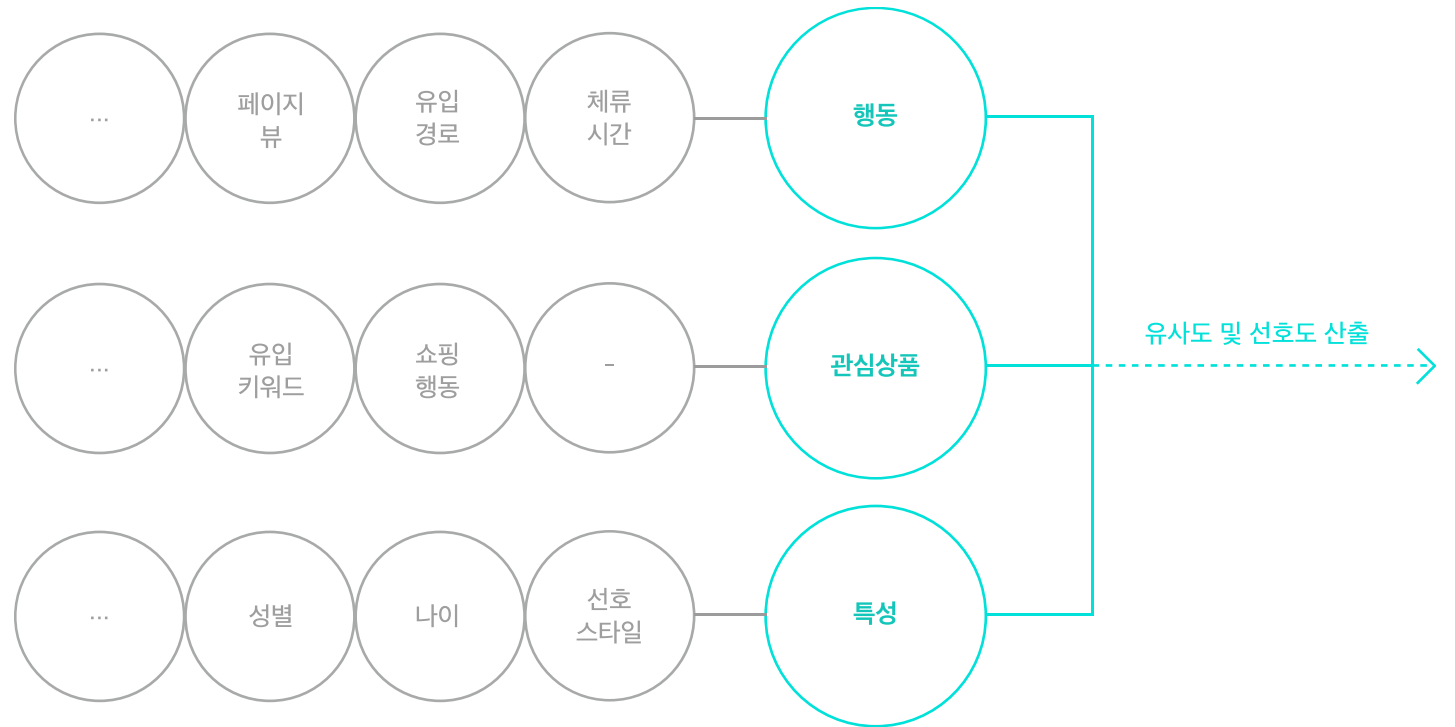 ...
페이지
뷰
유입
경로
체류
시간
행동
유사도 및 선호도 산출
...
유입
키워드
쇼핑
행동
-
관심상품
...
성별
나이
선호
스타일
특성